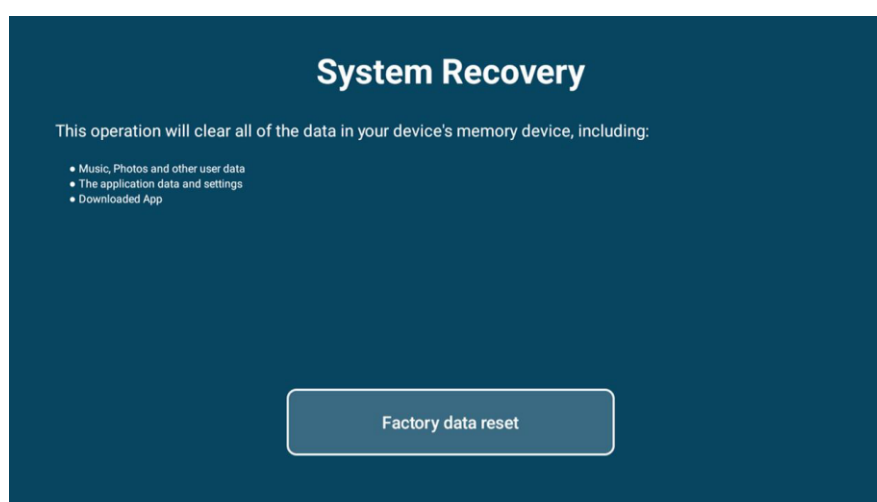 System Recovery
This operation will clear all of the data in your device's memory device, including:
● Music, Photos and other user data
● The application data and settings
● Downloaded App
Factory data reset